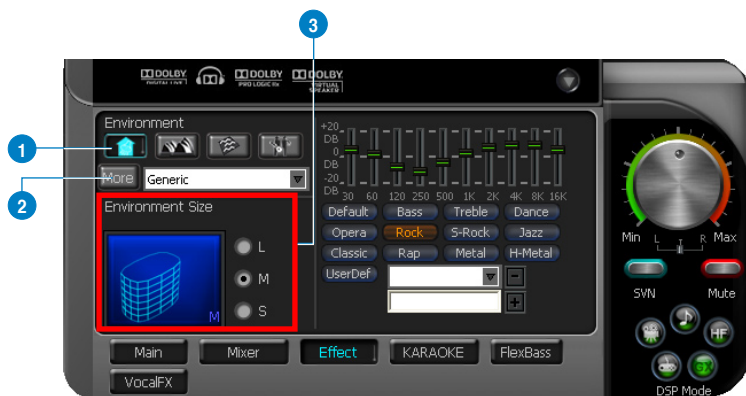 3
DOLBY DOLBY DOLBY
DIGITAL LIVE PRO LOGIC IIx VIRTUAL
SPEAKER
Environment
1
2
More Generic
Environment Size
L
M
S
M
+20
DB
0
DB
-20
DB 30 60 120 250 500 1K 2K 4K 8K 16K
Default Bass Treble Dance
Opera Rock S-Rock Jazz
Classic Rap Metal H-Metal
UserDef
Min L T R Max
SVN Mute
HF
GX
DSP Mode
Main Mixer Effect KARAOKE FlexBass
VocalFX